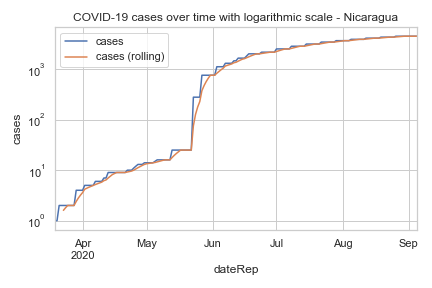 COVID-19 cases over time with logarithmic scale - Nicaragua
cases
cases (rolling)
10³
10²
10¹
10⁰
cases
Apr May Jun Jul Aug Sep
2020
dateRep